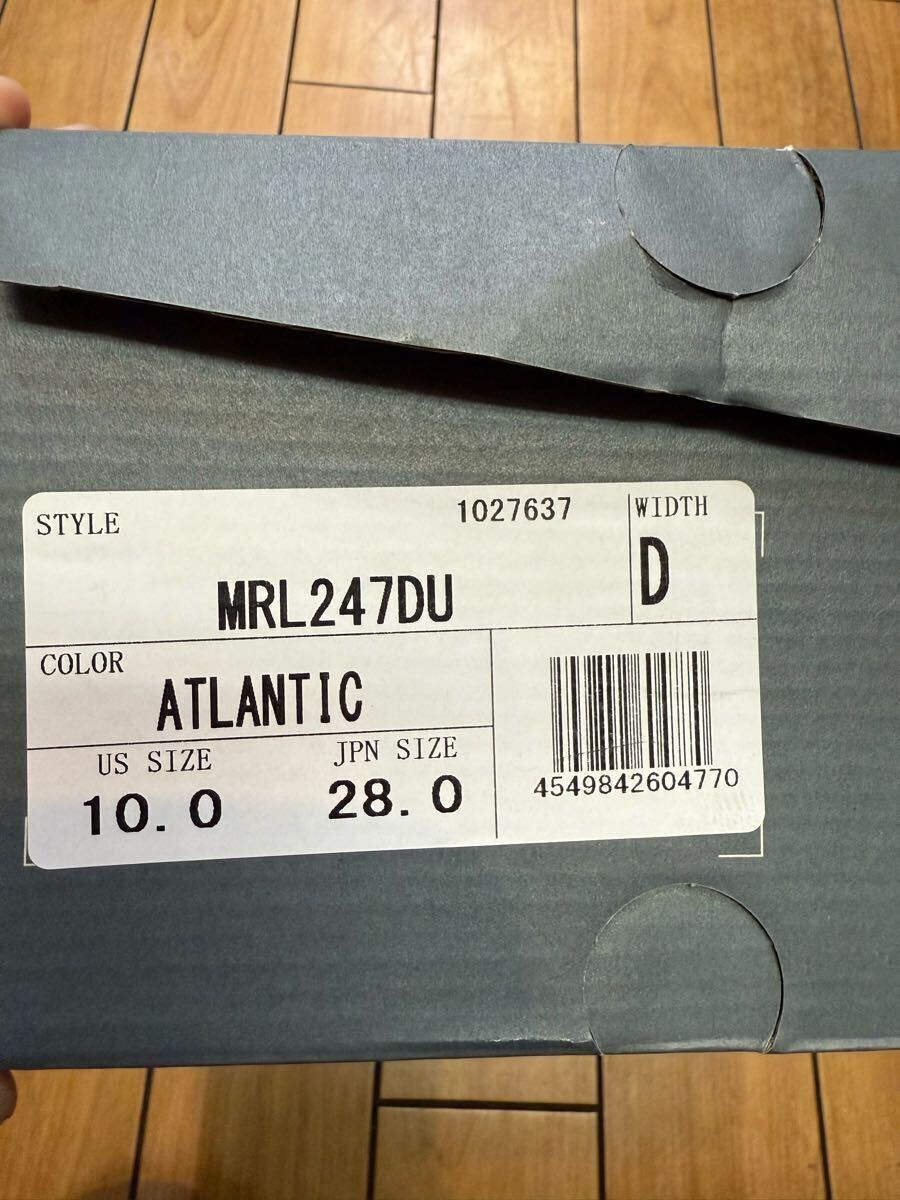 STYLE 1027637 WIDTH
MRL247DU D
COLOR
ATLANTIC
US SIZE JPN SIZE
10.0 28.0
4549842604770